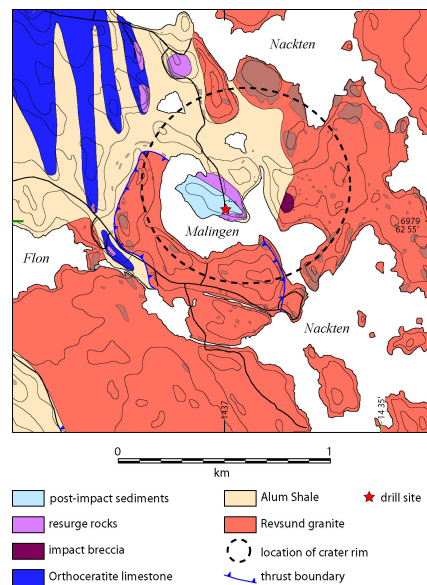 Nackten
6979
62 55'
Malingen
Flon
Nackten
1437
14 35'
0
1
km
post-impact sediments
Alum Shale
drill site
resurge rocks
Revsund granite
impact breccia
location of crater rim
Orthoceratite limestone
thrust boundary